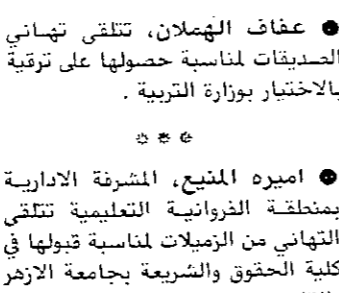 ● عفاف الهملان، تتلقى تهاني
الصديقات لمناسبة حصولها على ترقية
بالاختيار بوزارة التربية .
● اميره المنيع، المشرفة الادارية
بمنطقة الفروانية التعليمية تتلقى
التهاني من الزميلات لمناسبة قبولها في
كلية الحقوق والشريعة بجامعة الازهر